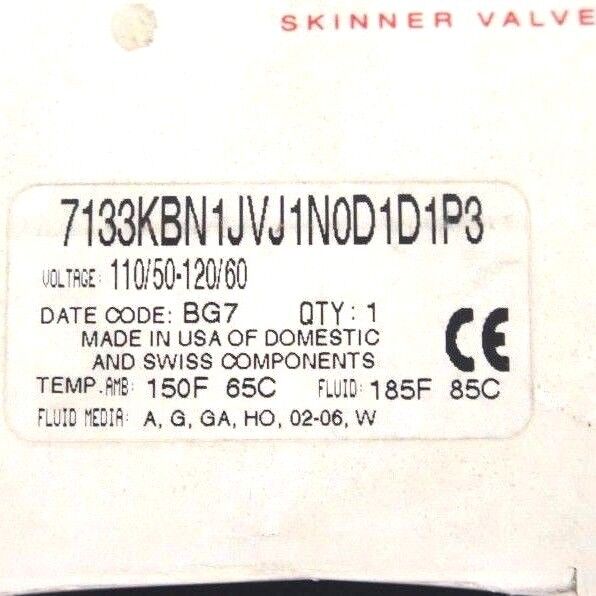 SKINNER VALVE
7133KBN1JVJ1N0D1D1P3
VOLTAGE: 110/50-120/60
DATE CODE: BG7 QTY: 1
MADE IN USA OF DOMESTIC
AND SWISS COMPONENTS
CE
TEMP.AMB: 150F 65C FLUID: 185F 85C
FLUID MEDIA: A, G, GA, HO, 02-06, W